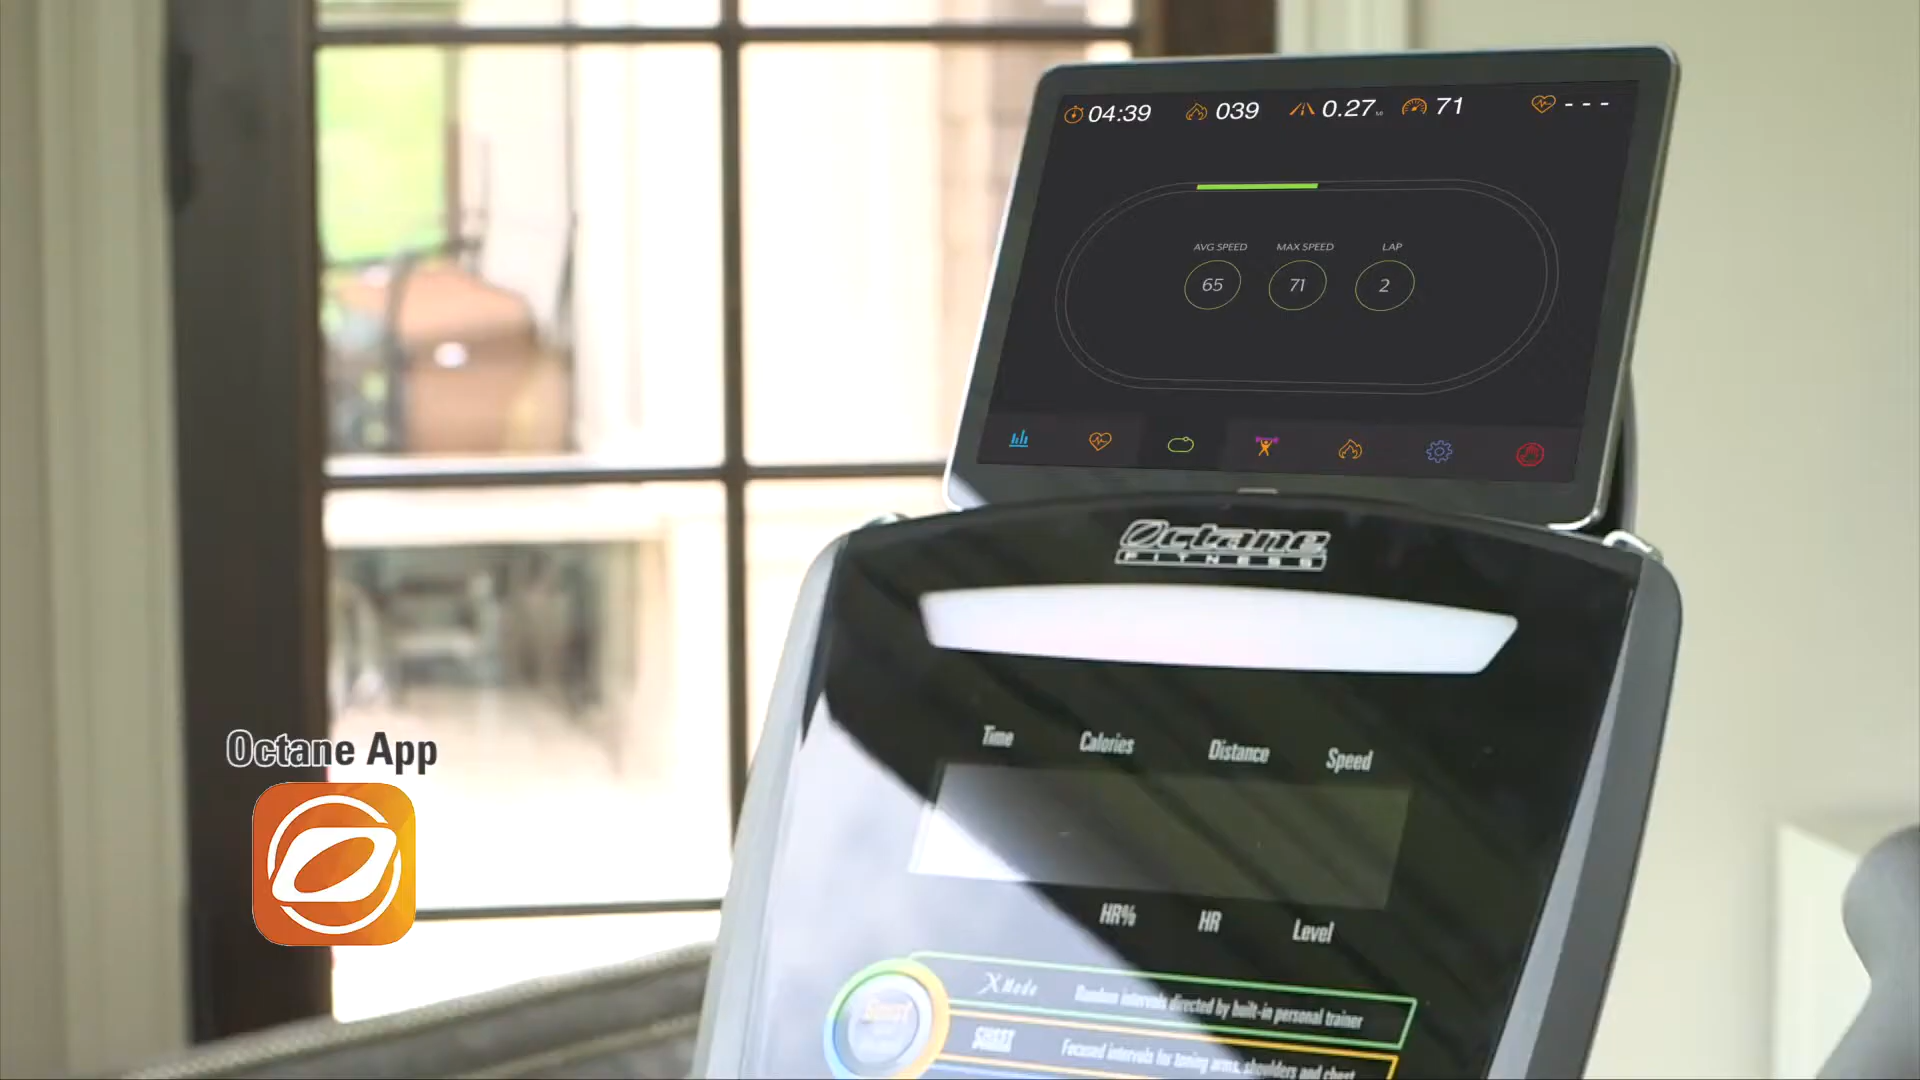 04:39 039 0.27 71 - - -
AVG SPEED MAX SPEED LAP
65 71 2
Octane
FITNESS
Time Calories Distance Speed
Octane App
HR% HR Level
X Mode Random intervals directed by built-in personal trainer
Focused intervals for toning arms, shoulders and chest